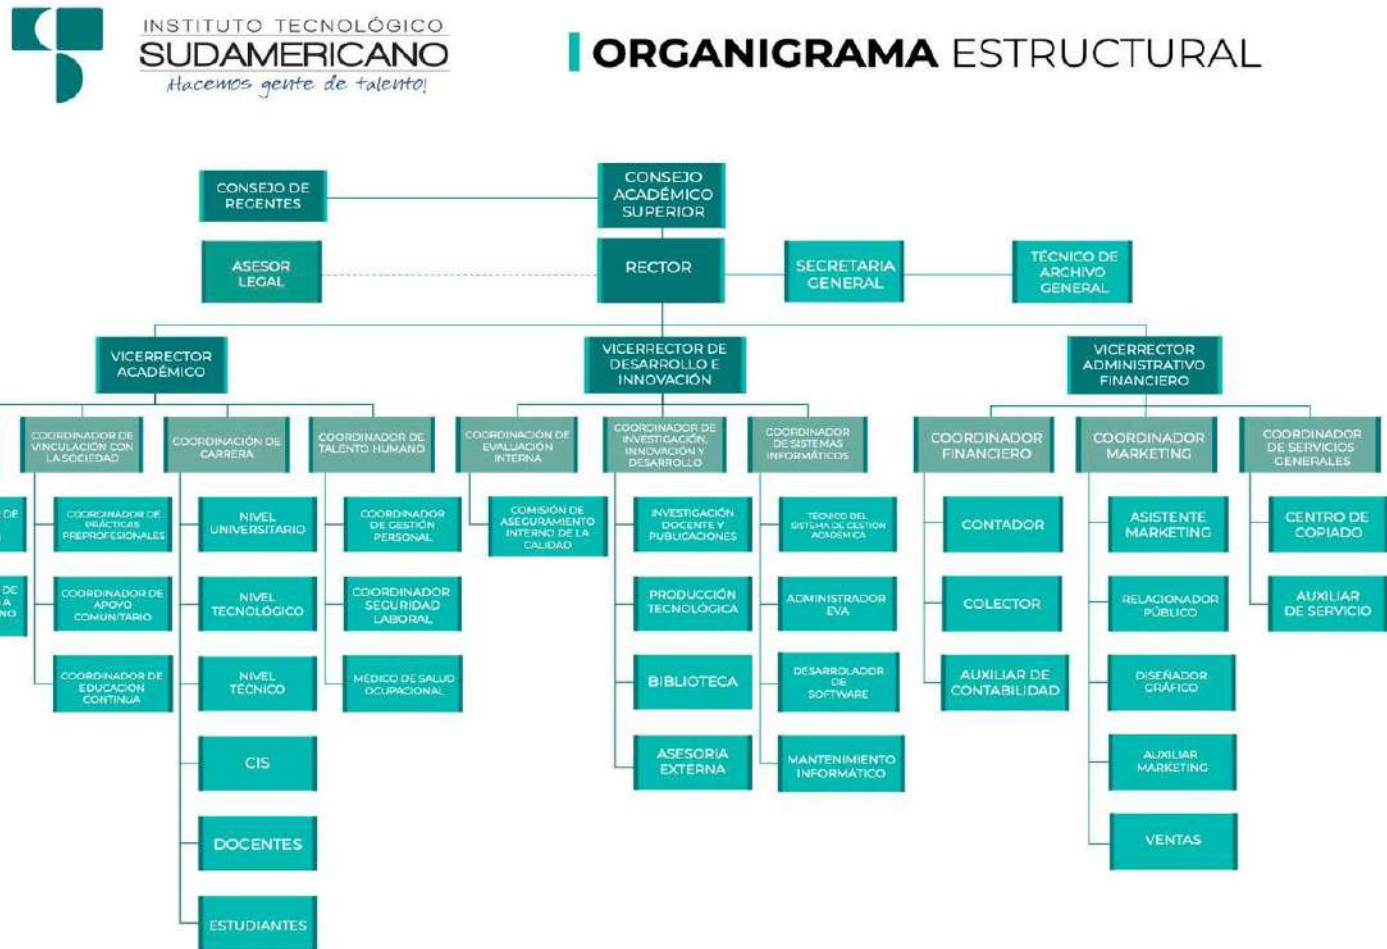 INSTITUTO TECNOLÓGICO
SUDAMERICANO
Hacemos gente de talento!
ORGANIGRAMA ESTRUCTURAL
CONSEJO DE
REGENTES
CONSEJO
ACADÉMICO
SUPERIOR
ASESOR
LEGAL
RECTOR
SECRETARIA
GENERAL
TÉCNICO DE
ARCHIVO
GENERAL
VICERRECTOR
ACADÉMICO
VICERRECTOR DE
DESARROLLO E
INNOVACIÓN
VICERRECTOR
ADMINISTRATIVO
FINANCIERO
COORDINADOR DE
VINCULACIÓN CON
LA SOCIEDAD
COORDINACIÓN DE
CARRERA
COORDINADOR DE
TALENTO HUMANO
COORDINACIÓN DE
EVALUACIÓN
INTERNA
COORDINADOR DE
INVESTIGACIÓN,
INNOVACIÓN Y
DESARROLLO
COORDINADOR
DE SISTEMAS
INFORMÁTICOS
COORDINADOR
FINANCIERO
COORDINADOR
MARKETING
COORDINADOR
DE SERVICIOS
GENERALES
DE
COORDINADOR DE
PRÁCTICAS
PREPROFESIONALES
NIVEL
UNIVERSITARIO
COORDINADOR
DE GESTIÓN
PERSONAL
COMISIÓN DE
ASEGURAMIENTO
INTERNO DE LA
CALIDAD
INVESTIGACIÓN
DOCENTE Y
PUBLICACIONES
TÉCNICO DEL
SISTEMA DE GESTIÓN
ACADÉMICA
CONTADOR
ASISTENTE
MARKETING
CENTRO DE
COPIADO
DE
A
NO
COORDINADOR DE
APOYO
COMUNITARIO
NIVEL
TECNOLÓGICO
COORDINADOR
SEGURIDAD
LABORAL
PRODUCCIÓN
TECNOLÓGICA
ADMINISTRADOR
EVA
COLECTOR
RELACIONADOR
PÚBLICO
AUXILIAR
DE SERVICIO
COORDINADOR DE
EDUCACIÓN
CONTINUA
NIVEL
TÉCNICO
MÉDICO DE SALUD
OCUPACIONAL
BIBLIOTECA
DESARROLADOR
DE
SOFTWARE
AUXILIAR DE
CONTABILIDAD
DISEÑADOR
GRÁFICO
CIS
ASESORIA
EXTERNA
MANTENIMIENTO
INFORMÁTICO
AUXILIAR
MARKETING
DOCENTES
VENTAS
ESTUDIANTES